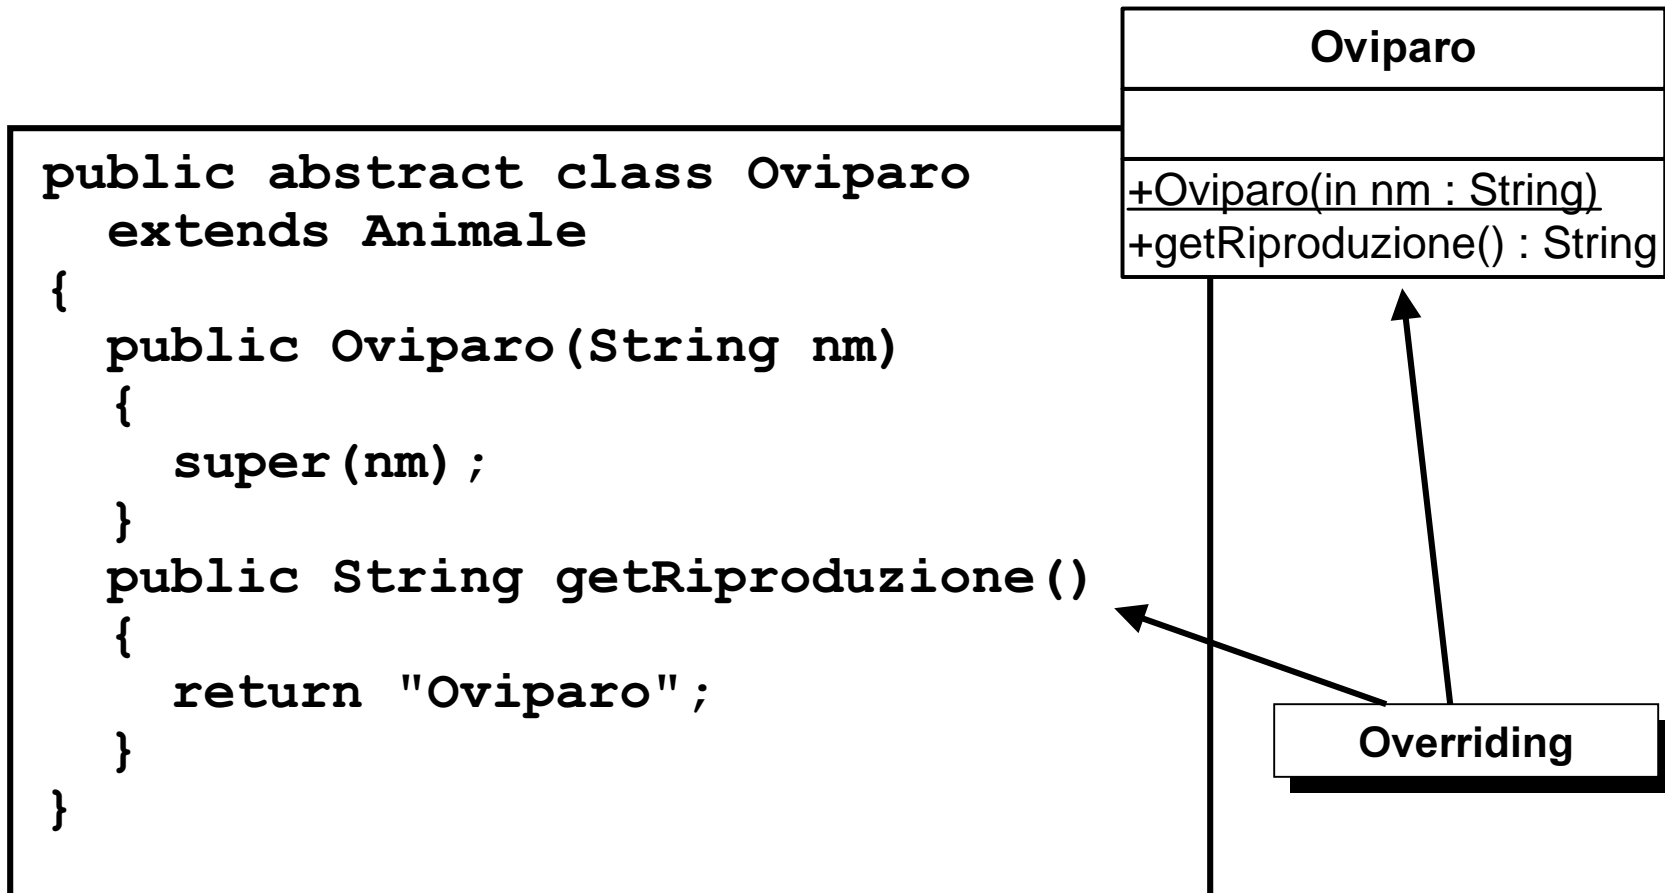 Oviparo
+Oviparo(in nm : String)
+getRiproduzione() : String
public abstract class Oviparo
extends Animale
{
public Oviparo(String nm)
{
super(nm);
}
public String getRiproduzione()
{
return "Oviparo";
}
}
Overriding